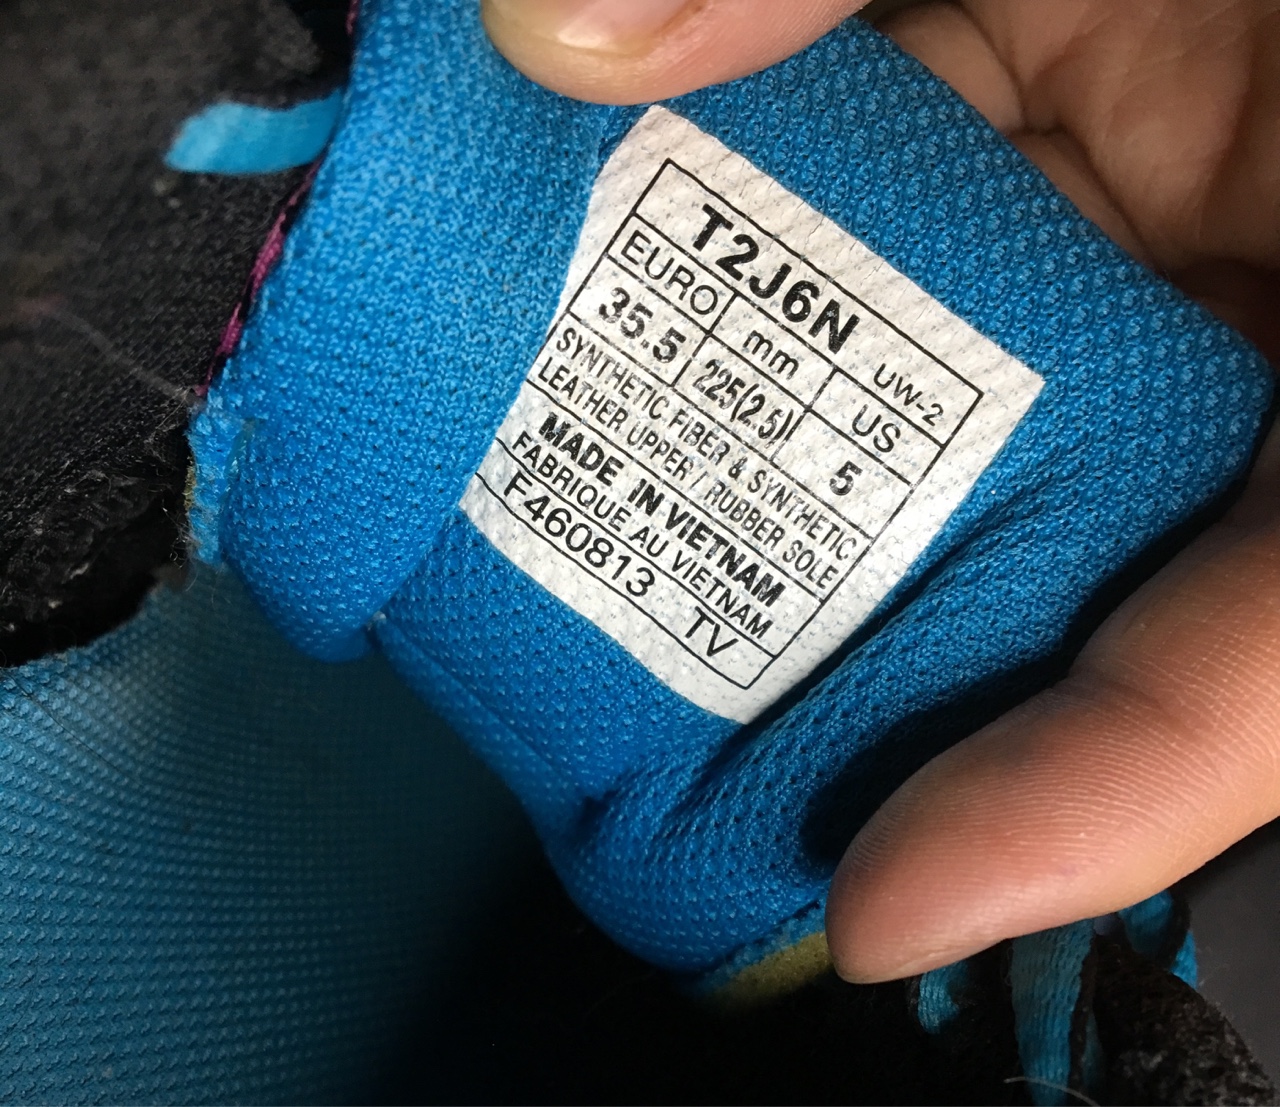 T2J6N UW-2
EURO mm US
35.5 225(2.5) 5
SYNTHETIC FIBER & SYNTHETIC
LEATHER UPPER / RUBBER SOLE
MADE IN VIETNAM
FABRIQUE AU VIETNAM
F460813 TV